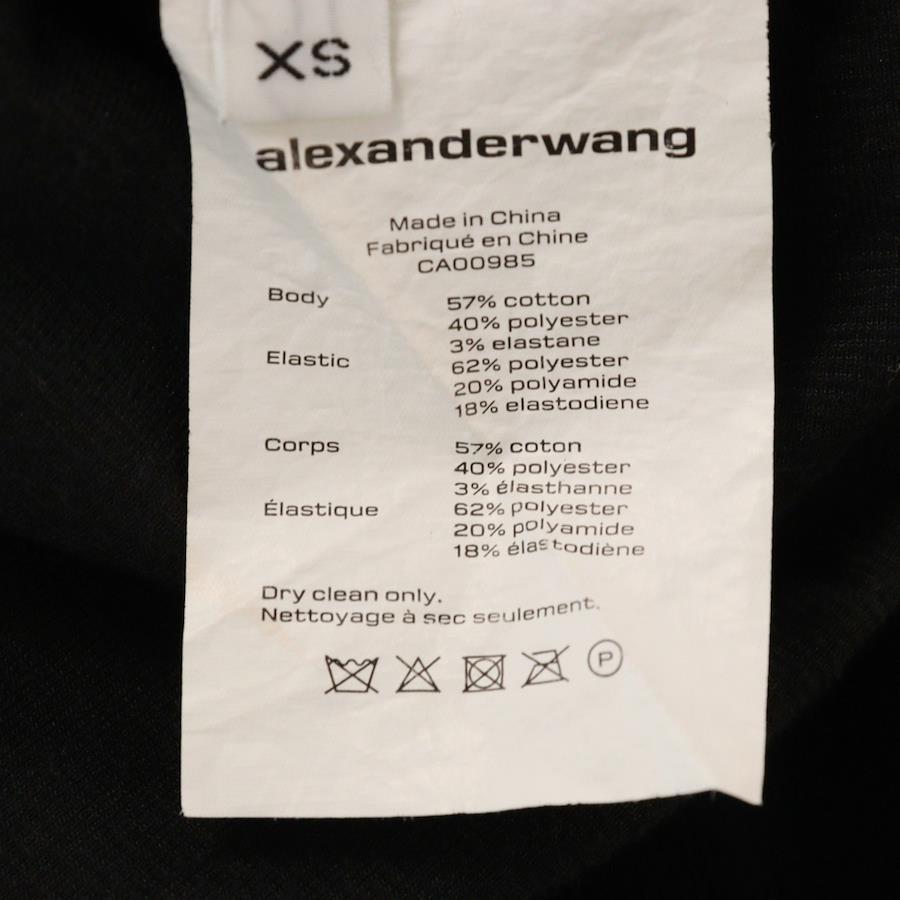 XS
alexanderwang
Made in China
Fabriqué en Chine
CA00985
Body 57% cotton
40% polyester
3% elastane
Elastic 62% polyester
20% polyamide
18% elastodiene
Corps 57% coton
40% polyester
3% élasthanne
Élastique 62% polyester
20% polyamide
18% élastodiène
Dry clean only.
Nettoyage à sec seulement.
P